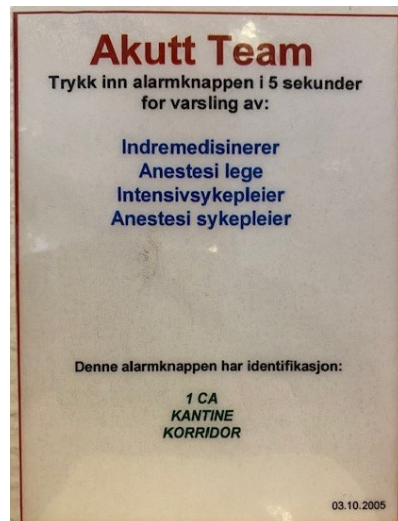 Akutt Team
Trykk inn alarmknappen i 5 sekunder
for varsling av:
Indremedisinerer
Anestesi lege
Intensivsykepleier
Anestesi sykepleier
Denne alarmknappen har identifikasjon:
1 CA
KANTINE
KORRIDOR
03.10.2005